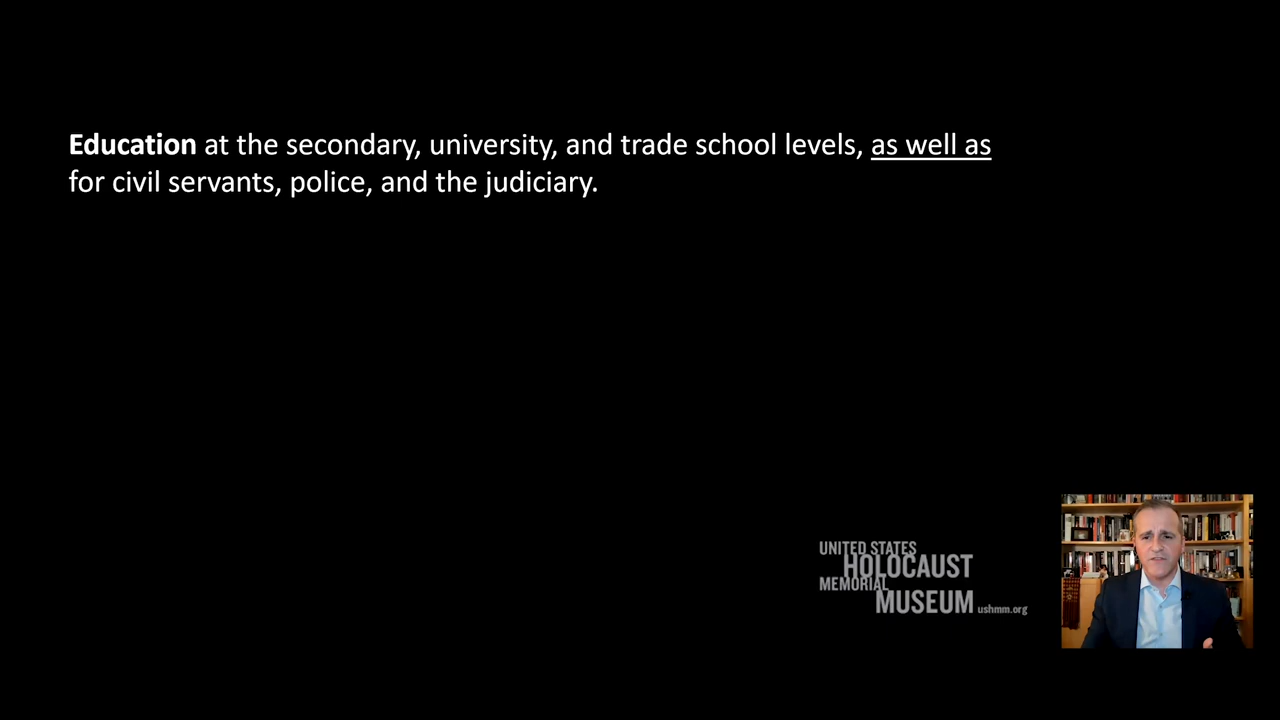 Education at the secondary, university, and trade school levels, as well as
for civil servants, police, and the judiciary.
UNITED STATES
HOLOCAUST
MEMORIAL
MUSEUM ushmm.org